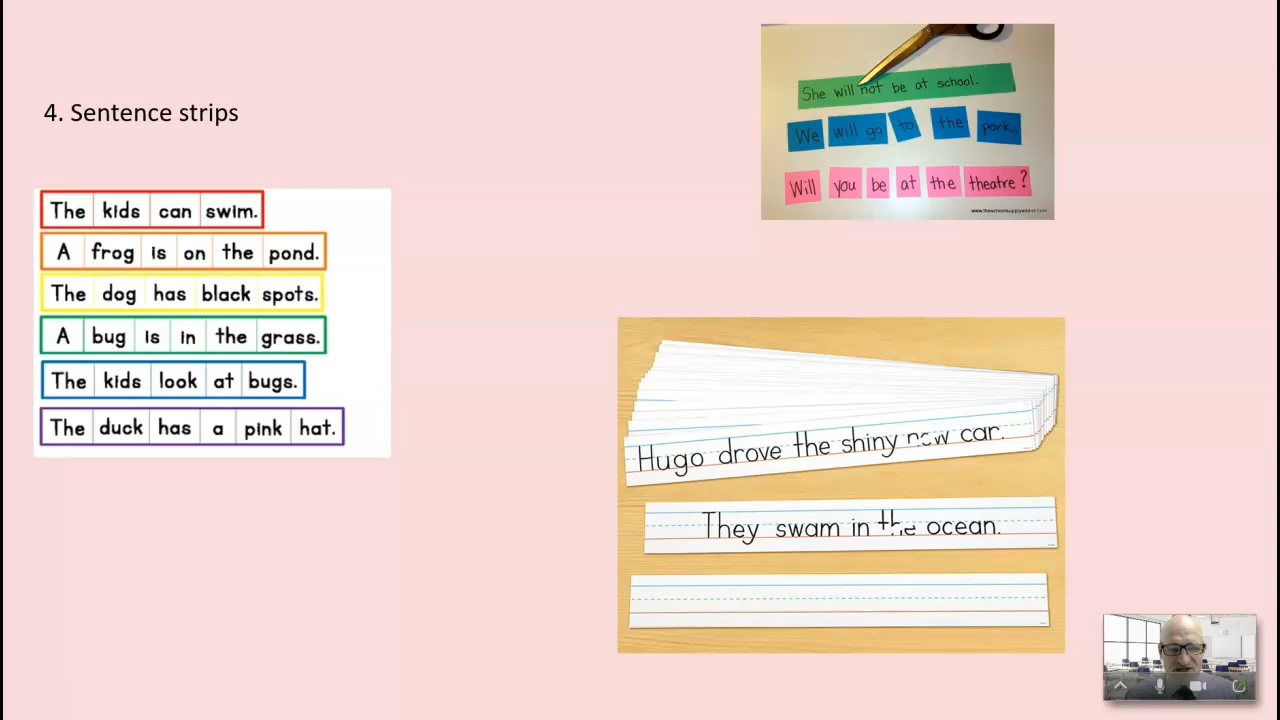 4. Sentence strips
The kids can swim.
A frog is on the pond.
The dog has black spots.
A bug is in the grass.
The kids look at bugs.
The duck has a pink hat.
She will not be at school.
We will go to the park.
Will you be at the theatre?
www.theschoolsupplyaddict.com
Hugo drove the shiny new car.
They swam in the ocean.